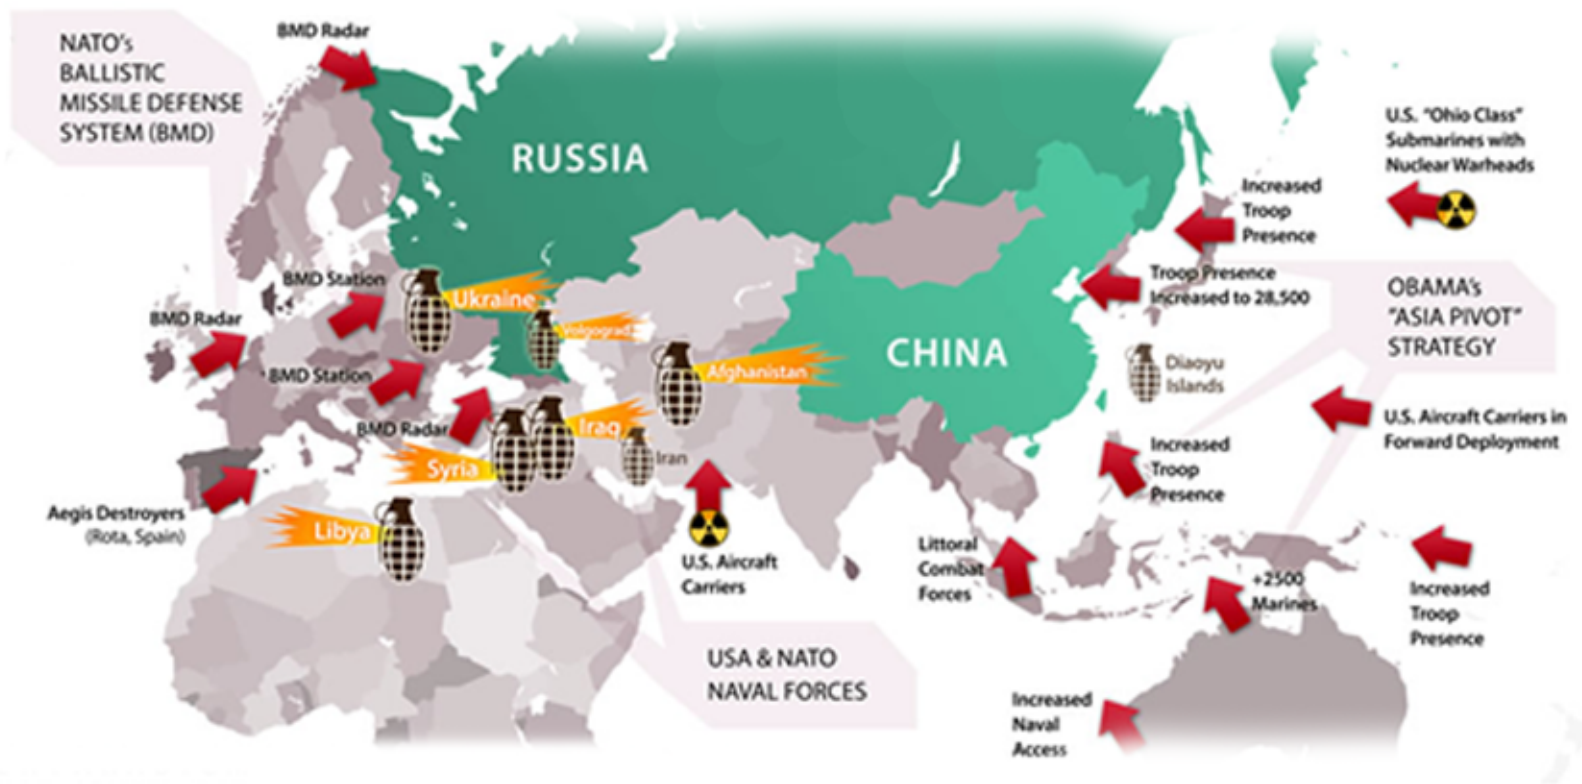 BMD Radar
NATO's
BALLISTIC
MISSILE DEFENSE
SYSTEM (BMD)
RUSSIA
U.S. "Ohio Class"
Submarines with
Nuclear Warheads
Increased
Troop
Presence
BMD Station
Ukraine
Troop Presence
Increased to 28,500
OBAMA's
"ASIA PIVOT"
STRATEGY
BMD Radar
Volgograd
CHINA
Diaoyu
Islands
BMD Station
Afghanistan
U.S. Aircraft Carriers in
Forward Deployment
BMD Radar
Iraq
Iran
Syria
Increased
Troop
Presence
Aegis Destroyers
(Rota, Spain)
Libya
U.S. Aircraft
Carriers
Littoral
Combat
Forces
+2500
Marines
Increased
Troop
Presence
USA & NATO
NAVAL FORCES
Increased
Naval
Access